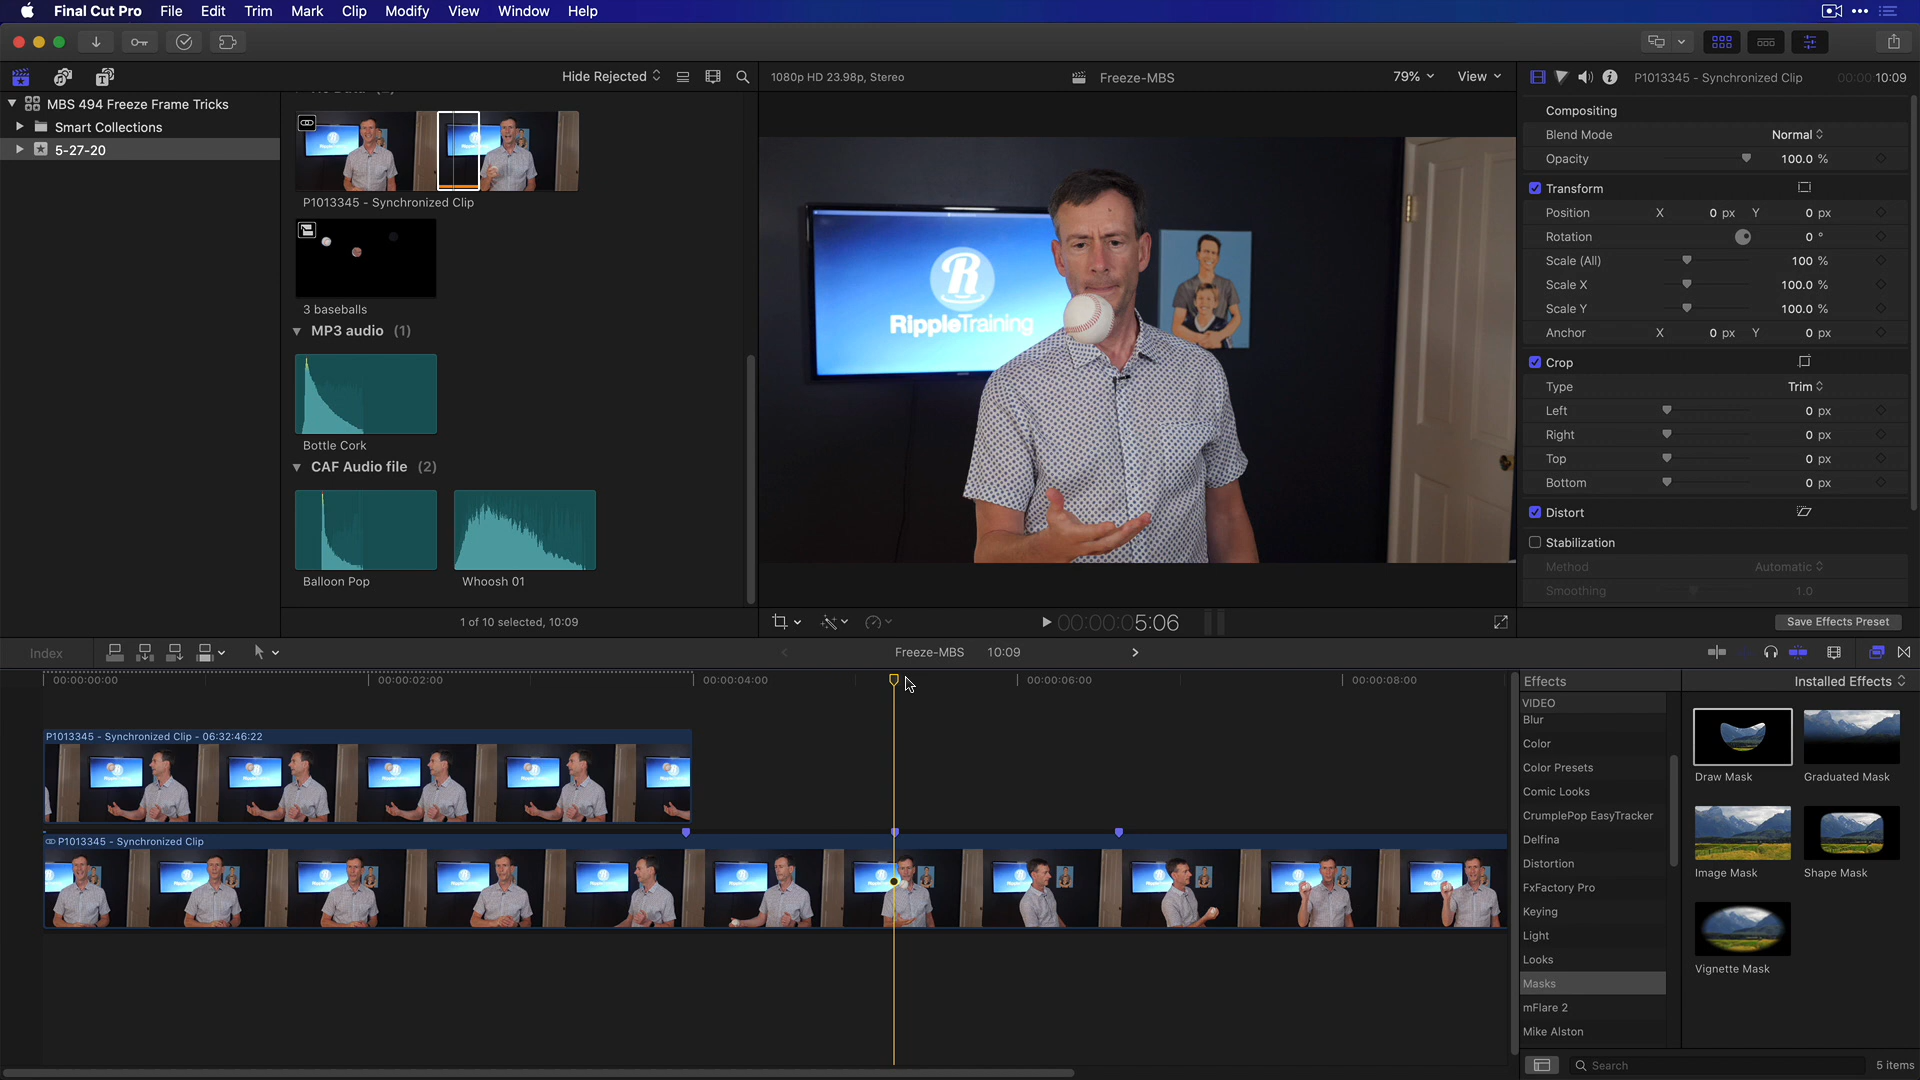 Final Cut Pro File Edit Trim Mark Clip Modify View Window Help
Hide Rejected
1080p HD 23.98p, Stereo
Freeze-MBS
79%
View
P1013345 - Synchronized Clip
00:00:10:09
MBS 494 Freeze Frame Tricks
Smart Collections
5-27-20
P1013345 - Synchronized Clip
3 baseballs
MP3 audio (1)
Bottle Cork
CAF Audio file (2)
Balloon Pop
Whoosh 01
1 of 10 selected, 10:09
RippleTraining
00:00:00:05:06
Compositing
Blend Mode Normal
Opacity 100.0 %
Transform
Position X 0 px Y 0 px
Rotation 0 °
Scale (All) 100 %
Scale X 100.0 %
Scale Y 100.0 %
Anchor X 0 px Y 0 px
Crop
Type Trim
Left 0 px
Right 0 px
Top 0 px
Bottom 0 px
Distort
Stabilization
Method Automatic
Smoothing 1.0
Save Effects Preset
Index
Freeze-MBS 10:09
00:00:00:00
00:00:02:00
00:00:04:00
00:00:06:00
00:00:08:00
P1013345 - Synchronized Clip - 06:32:46:22
P1013345 - Synchronized Clip
Effects
Installed Effects
VIDEO
Blur
Color
Color Presets
Comic Looks
CrumplePop EasyTracker
Delfina
Distortion
FxFactory Pro
Keying
Light
Looks
Masks
mFlare 2
Mike Alston
Draw Mask
Graduated Mask
Image Mask
Shape Mask
Vignette Mask
Search
5 items